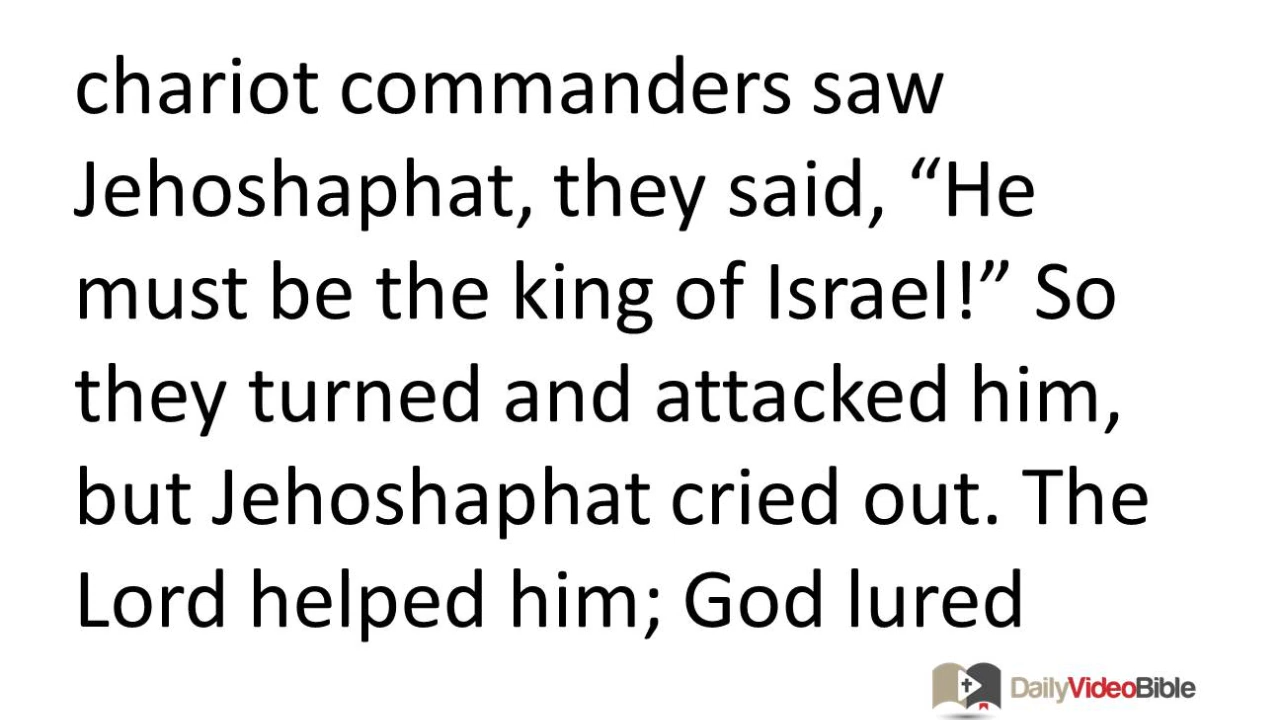 chariot commanders saw
Jehoshaphat, they said, “He
must be the king of Israel!” So
they turned and attacked him,
but Jehoshaphat cried out. The
Lord helped him; God lured
DailyVideoBible